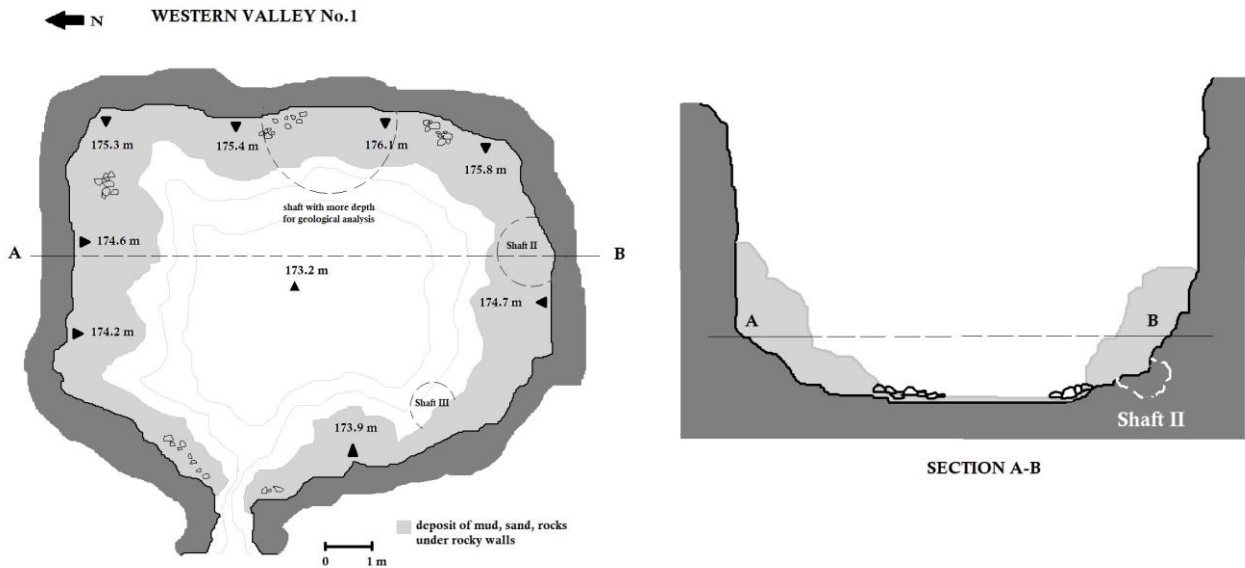 WESTERN VALLEY No.1
N
175.3 m
175.4 m
176.1 m
175.8 m
shaft with more depth
for geological analysis
174.6 m
A
B
Shaft II
173.2 m
174.7 m
174.2 m
Shaft III
173.9 m
deposit of mud, sand, rocks
under rocky walls
0 1 m
A
B
Shaft II
SECTION A-B